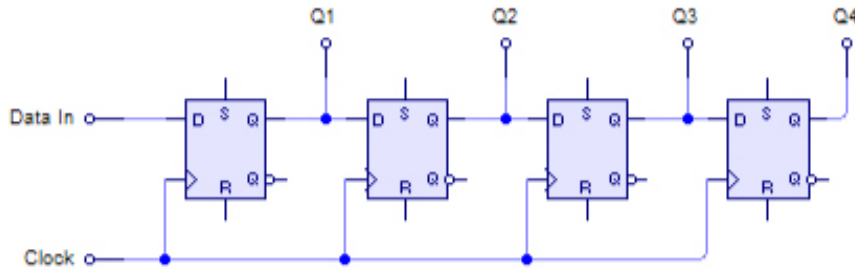 Q1 Q2 Q3 Q4
Data In
D S Q D S Q D S Q D S Q
R Q R Q R Q R Q
Clock